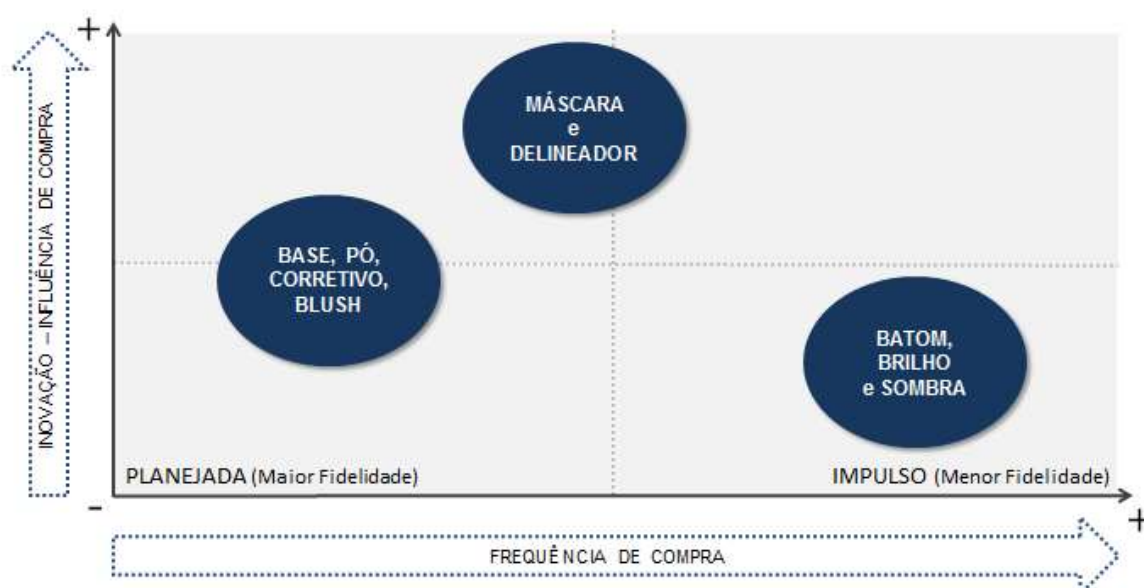 +
INOVAÇÃO – INFLUÊNCIA DE COMPRA
MÁSCARA
e
DELINEADOR
BASE, PÓ,
CORRETIVO,
BLUSH
BATOM,
BRILHO
e SOMBRA
PLANEJADA (Maior Fidelidade)
IMPULSO (Menor Fidelidade)
-
+
FREQUÊNCIA DE COMPRA